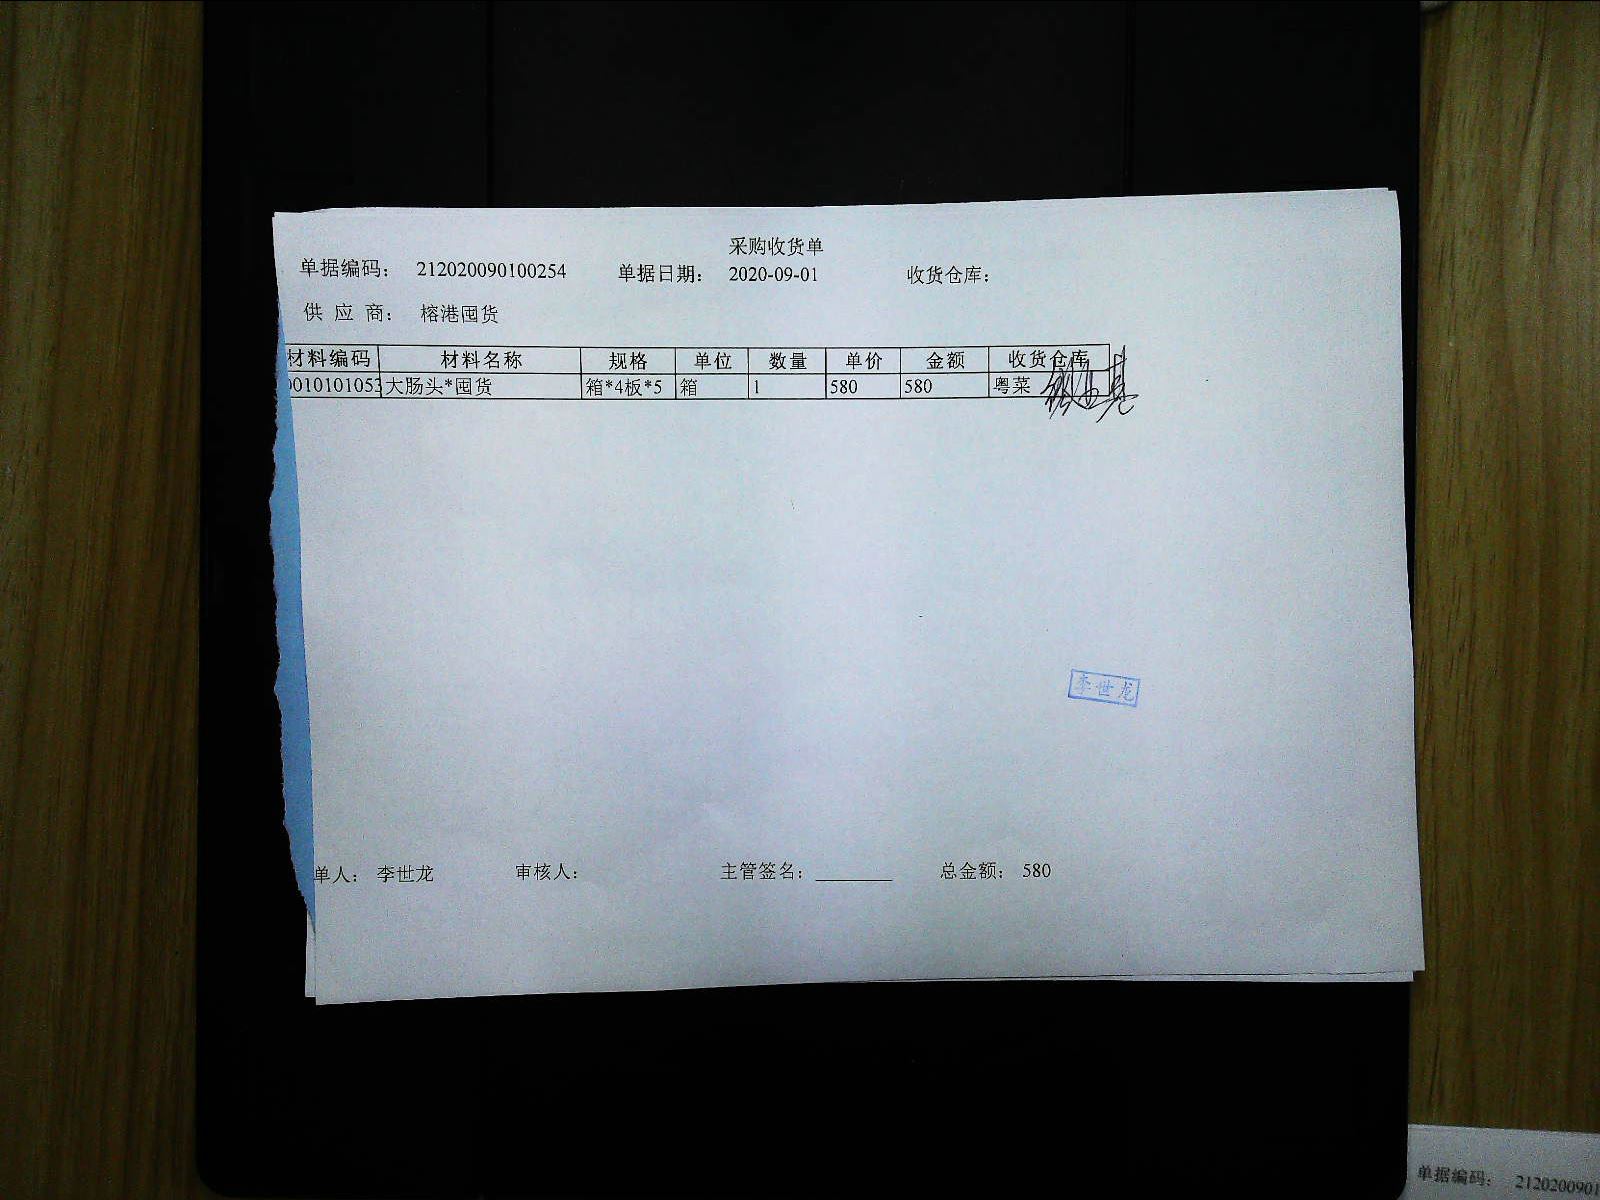 采购收货单
单据编码： 212020090100254 单据日期： 2020-09-01 收货仓库：
供 应 商： 榕港囤货
材料编码 材料名称 规格 单位 数量 单价 金额 收货仓库
0010101053 大肠头*囤货 箱*4板*5 箱 1 580 580 粤菜
李世龙
单人： 李世龙 审核人： 主管签名： 总金额： 580
单据编码： 2120200901